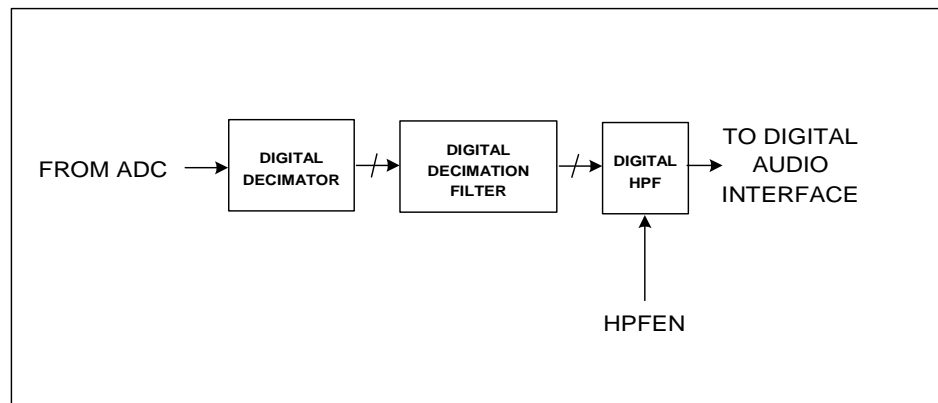 FROM ADC
DIGITAL
DECIMATOR
DIGITAL
DECIMATION
FILTER
DIGITAL
HPF
TO DIGITAL
AUDIO
INTERFACE
HPFEN